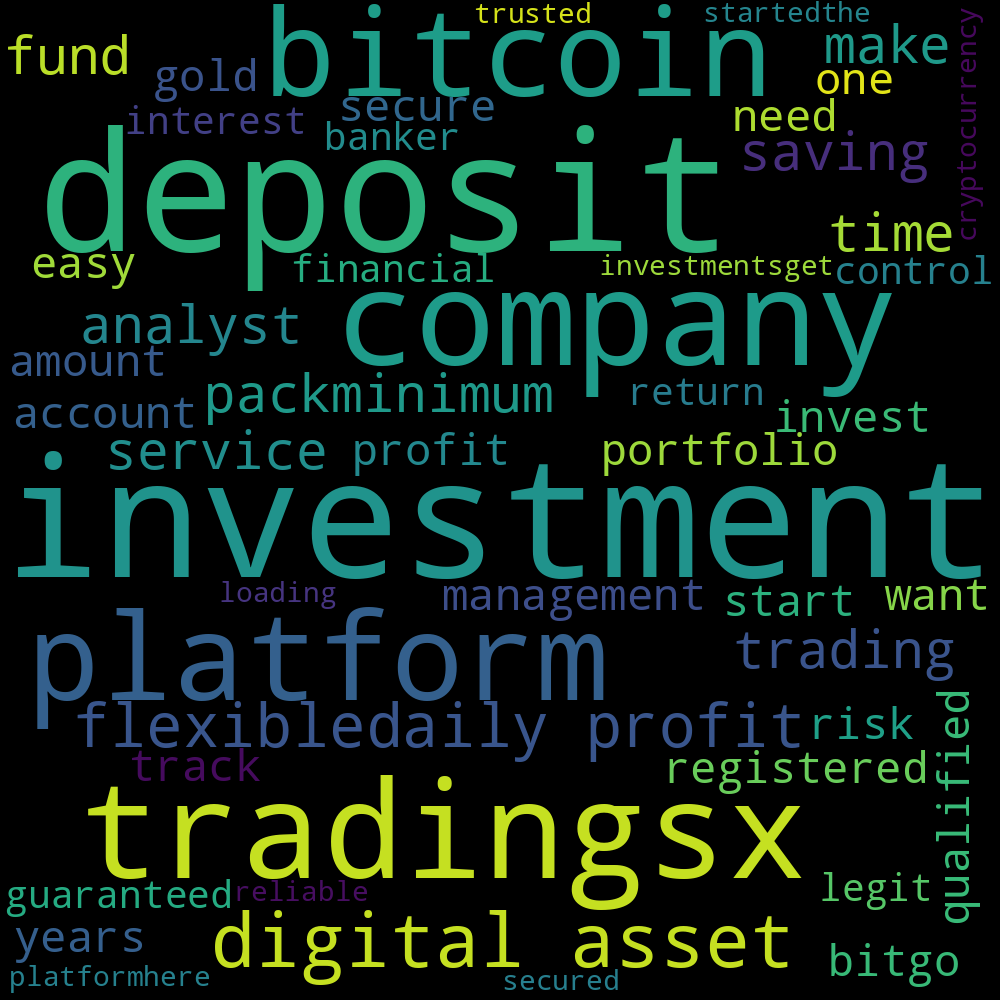 trusted
startedthe
bitcoin
fund
make
gold
one
cryptocurrency
interest
secure
need
banker
saving
deposit
time
easy
financial
investmentsget
control
company
analyst
amount
packminimum
return
account
invest
service
profit
portfolio
investment
loading
management
start
want
platform
trading
flexibledaily profit
risk
qualified
track
registered
tradingsx
guaranteed
reliable
legit
years
digital asset
bitgo
platformhere
secured